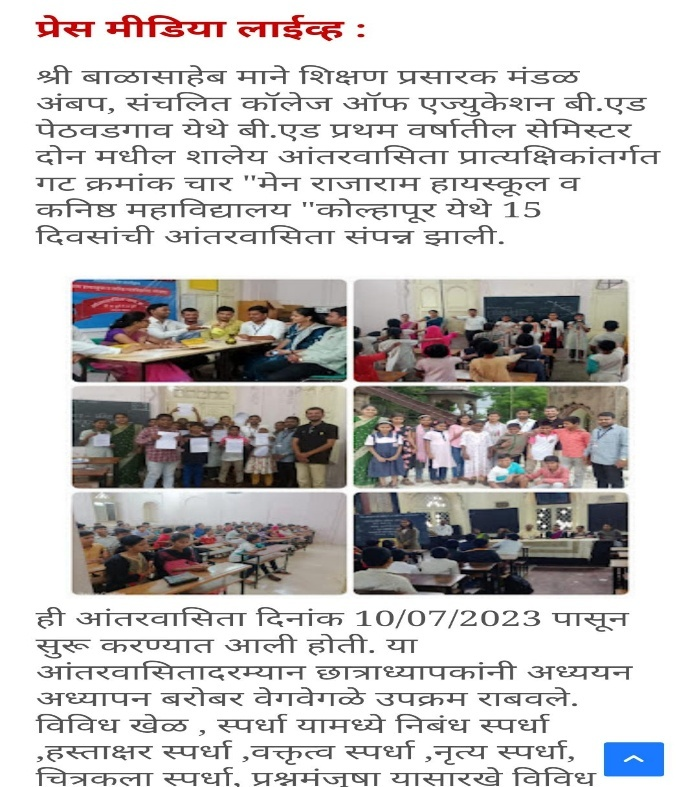 प्रेस मीडिया लाईव्ह :
श्री बाळासाहेब माने शिक्षण प्रसारक मंडळ
अंबप, संचलित कॉलेज ऑफ एज्युकेशन बी.एड
पेठवडगाव येथे बी.एड प्रथम वर्षातील सेमिस्टर
दोन मधील शालेय आंतरवासिता प्रात्यक्षिकांतर्गत
गट क्रमांक चार "मेन राजाराम हायस्कूल व
कनिष्ठ महाविद्यालय "कोल्हापूर येथे 15
दिवसांची आंतरवासिता संपन्न झाली.
ही आंतरवासिता दिनांक 10/07/2023 पासून
सुरू करण्यात आली होती. या
आंतरवासितादरम्यान छात्राध्यापकांनी अध्ययन
अध्यापन बरोबर वेगवेगळे उपक्रम राबवले.
विविध खेळ , स्पर्धा यामध्ये निबंध स्पर्धा
,हस्ताक्षर स्पर्धा ,वक्तृत्व स्पर्धा ,नृत्य स्पर्धा,
चित्रकला स्पर्धा, प्रश्नमंजुषा यासारखे विविध